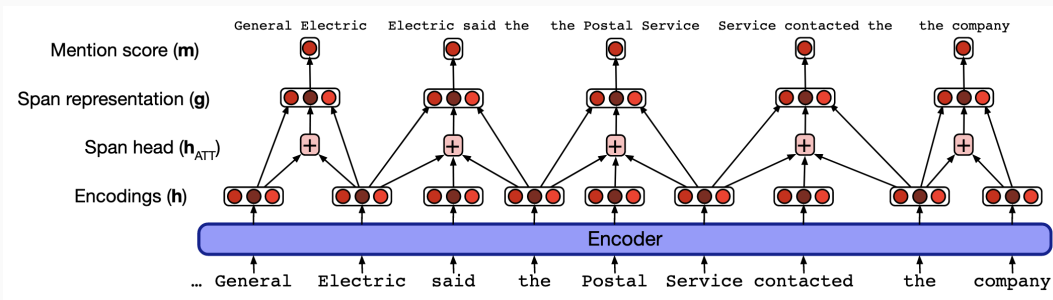 General Electric Electric said the the Postal Service Service contacted the the company
Mention score (m)
Span representation (g)
+ + + + +
Span head (hATT)
Encodings (h)
Encoder
... General Electric said the Postal Service contacted the company